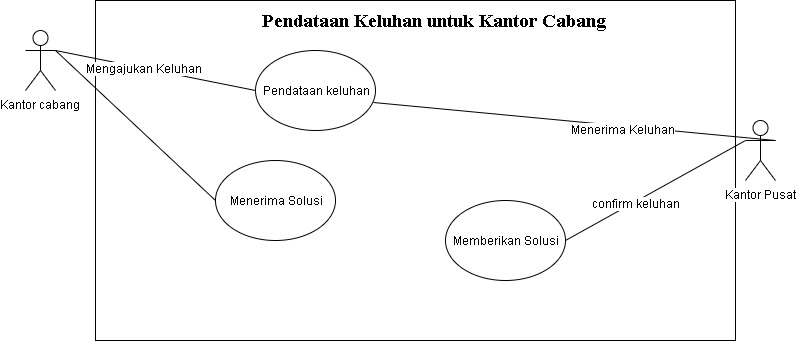 Pendataan Keluhan untuk Kantor Cabang
Mengajukan Keluhan
Kantor cabang
Pendataan keluhan
Menerima Keluhan
Menerima Solusi
Kantor Pusat
confirm keluhan
Memberikan Solusi